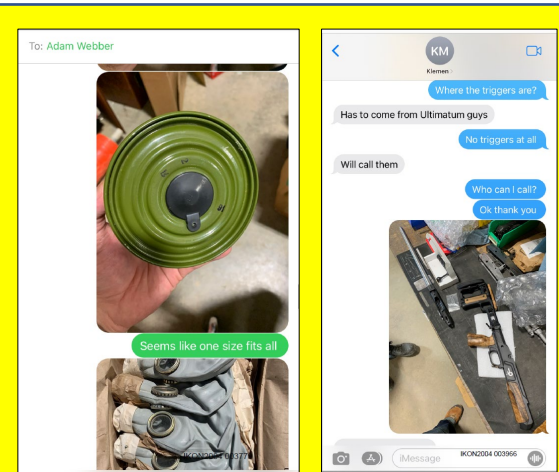 To: Adam Webber
Seems like one size fits all
IKON2004 003770
KM
Klemen
Where the triggers are?
Has to come from Ultimatum guys
No triggers at all
Will call them
Who can I call?
Ok thank you
iMessage
IKON2004 003966